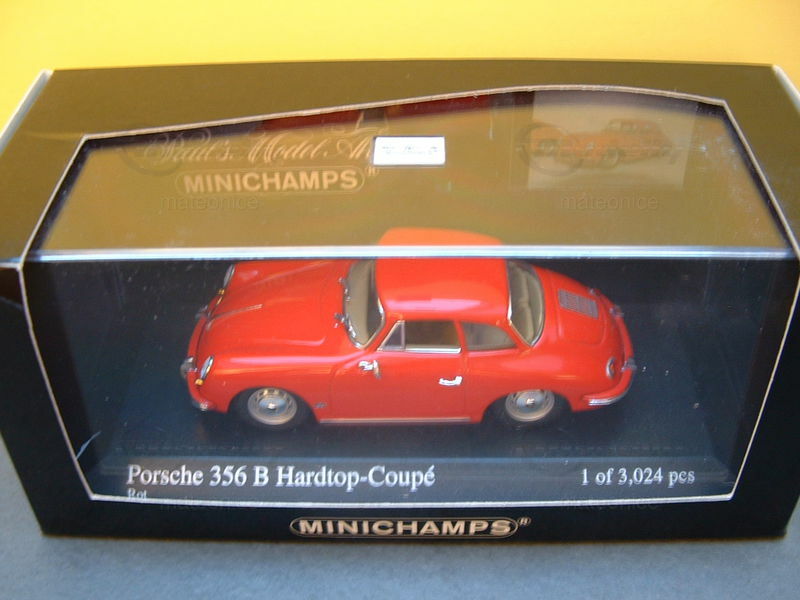 Paul's Model Art
MINICHAMPS®
mateonice
mateonice
Porsche 356 B Hardtop-Coupé
1 of 3,024 pcs
Rot
MINICHAMPS®